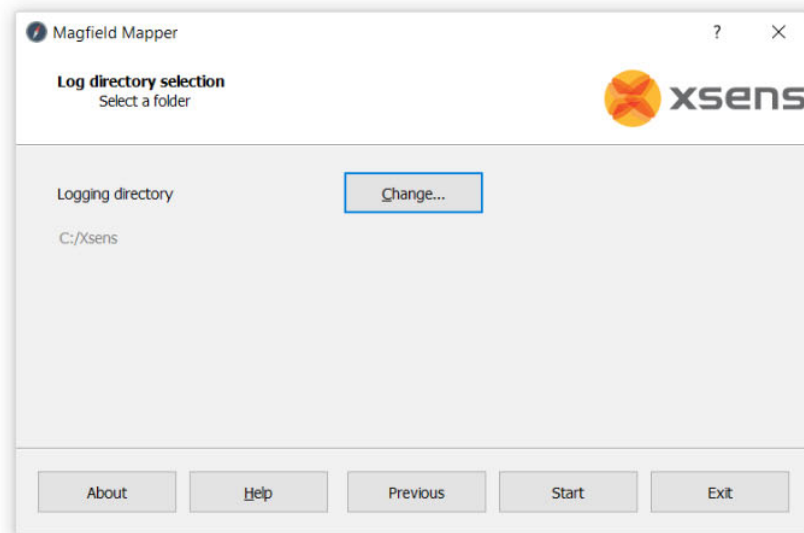 Magfield Mapper
Log directory selection
Select a folder
xsens
Logging directory
Change...
C:/Xsens
About
Help
Previous
Start
Exit